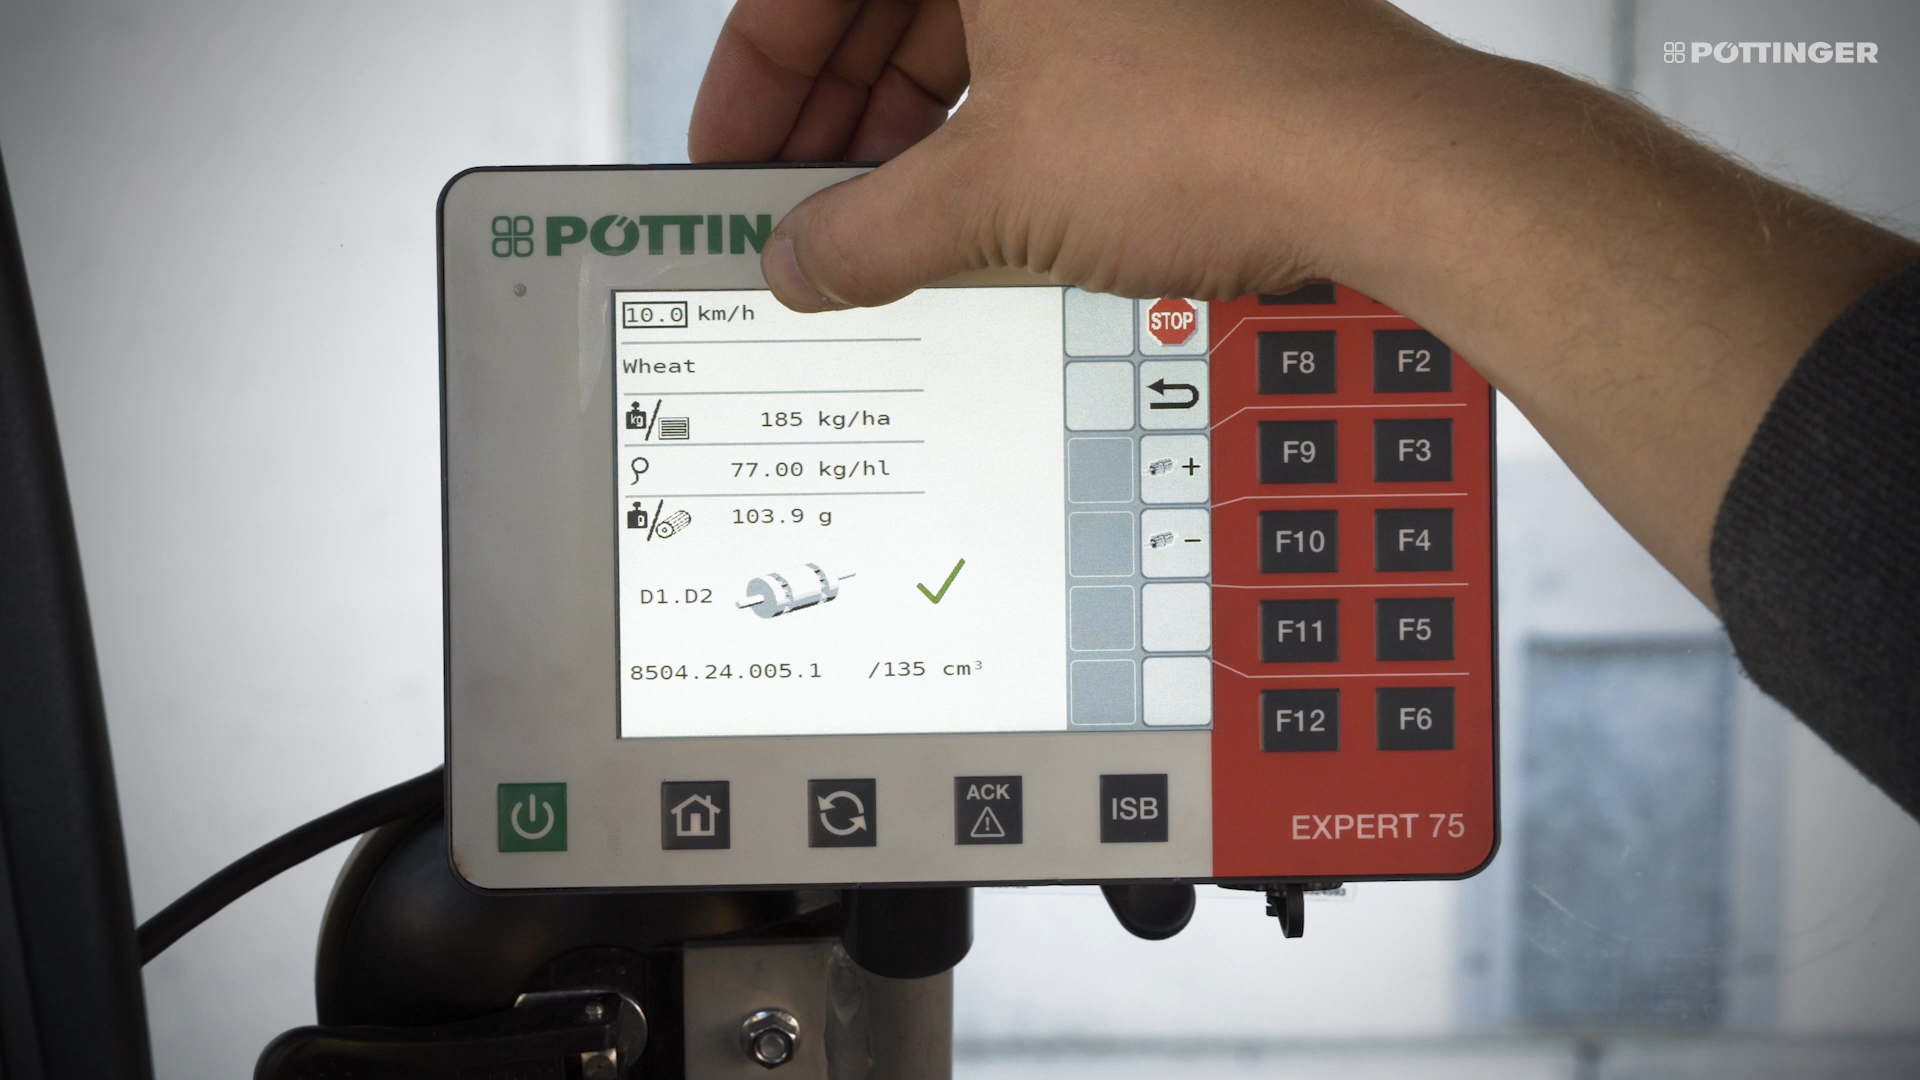 PÖTTINGER
PÖTTIN
10.0 km/h
STOP
Wheat
kg
185 kg/ha
77.00 kg/hl
g
103.9 g
D1.D2
8504.24.005.1 /135 cm³
+
−
F8 F2
F9 F3
F10 F4
F11 F5
F12 F6
ACK
ISB
EXPERT 75